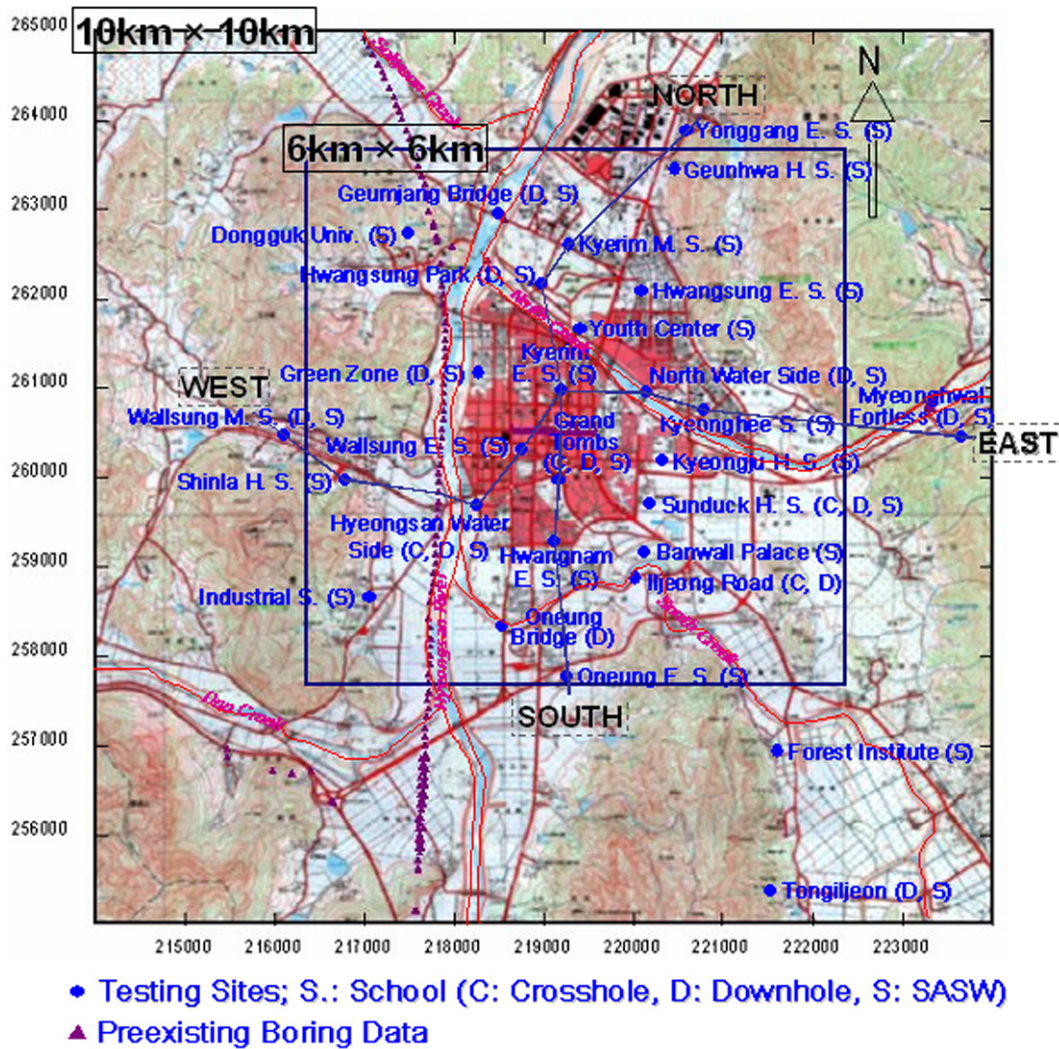 265000
10km × 10km
N
NORTH
264000
Yonggang E. S. (S)
6km × 6km
Geunhwa H. S. (S)
263000
Geumjang Bridge (D, S)
Dongguk Univ. (S)
Kyerim M. S. (S)
Hwangsung Park (D, S)
262000
Hwangsung E. S. (S)
Youth Center (S)
Kyerim
E. S. (S)
261000
WEST
Green Zone (D, S)
North Water Side (D, S)
Myeonghwal
Fortless (D, S)
Wallsung M. S. (D, S)
Grand
Tombs
(C, D, S)
Kyeonghee S. (S)
EAST
Wallsung E. S. (S)
260000
Shinla H. S. (S)
Kyeongju H. S. (S)
Sunduck H. S. (C, D, S)
Hyeongsan Water
Side (C, D, S)
259000
Hwangnam
E. S. (S)
Banwall Palace (S)
Iljeong Road (C, D)
Industrial S. (S)
Hyeongsan River
Oneung
Bridge (D)
258000
Oneung E. S. (S)
SOUTH
257000
Forest Institute (S)
256000
Tongiljeon (D, S)
215000 216000 217000 218000 219000 220000 221000 222000 223000
Testing Sites; S.: School (C: Crosshole, D: Downhole, S: SASW)
Preexisting Boring Data